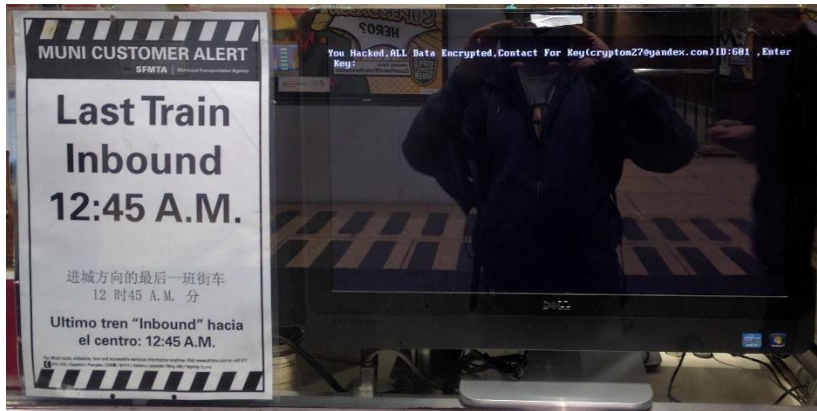 MUNI CUSTOMER ALERT
SFMTA Municipal Transportation Agency
Last Train
Inbound
12:45 A.M.
进城方向的最后一班街车
12 时45 A.M. 分
Ultimo tren “Inbound” hacia
el centro: 12:45 A.M.
You Hacked,ALL Data Encrypted,Contact For Key(cryptom27@yandex.com)ID:601 ,Enter
Key:
HERO?
DELL